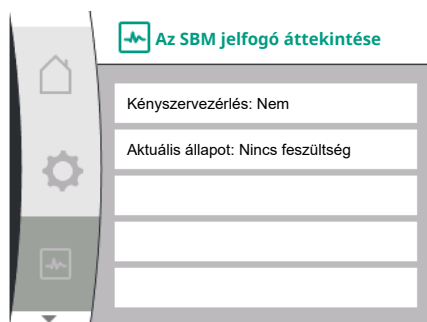 Az SBM jelfogó áttekintése
Kényszervezérlés: Nem
Aktuális állapot: Nincs feszültség